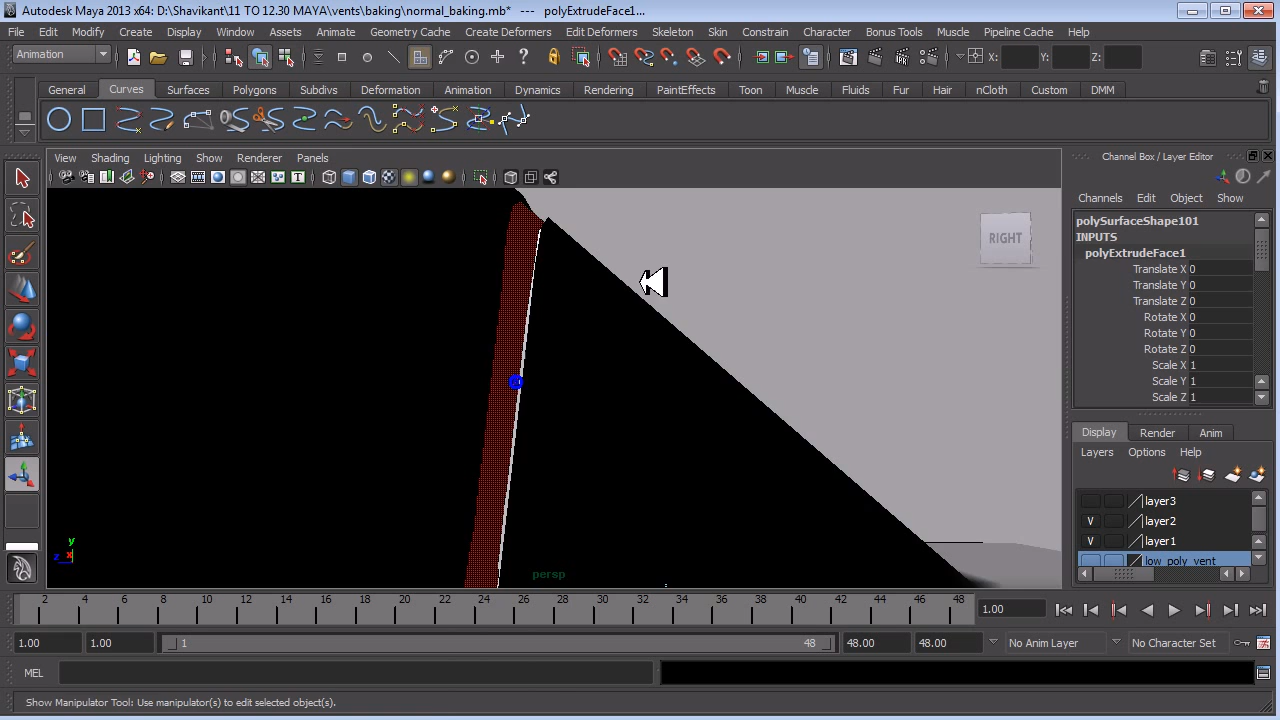 Autodesk Maya 2013 x64: D:\Shavikant\11 TO 12.30 MAYA\vents\baking\normal_baking.mb* --- polyExtrudeFace1...
File Edit Modify Create Display Window Assets Animate Geometry Cache Create Deformers Edit Deformers Skeleton Skin Constrain Character Bonus Tools Muscle Pipeline Cache Help
Animation X: Y: Z:
General Curves Surfaces Polygons Subdivs Deformation Animation Dynamics Rendering PaintEffects Toon Muscle Fluids Fur Hair nCloth Custom DMM
View Shading Lighting Show Renderer Panels
Channel Box / Layer Editor
Channels Edit Object Show
polySurfaceShape101
INPUTS
polyExtrudeFace1
Translate X 0
Translate Y 0
Translate Z 0
Rotate X 0
Rotate Y 0
Rotate Z 0
Scale X 1
Scale Y 1
Scale Z 1
RIGHT
Display Render Anim
Layers Options Help
layer3
V layer2
V layer1
low_poly_vent
y
z x
persp
2 4 6 8 10 12 14 16 18 20 22 24 26 28 30 32 34 36 38 40 42 44 46 48 1.00
1.00 1.00 1 48 48.00 48.00 No Anim Layer No Character Set
MEL
Show Manipulator Tool: Use manipulator(s) to edit selected object(s).